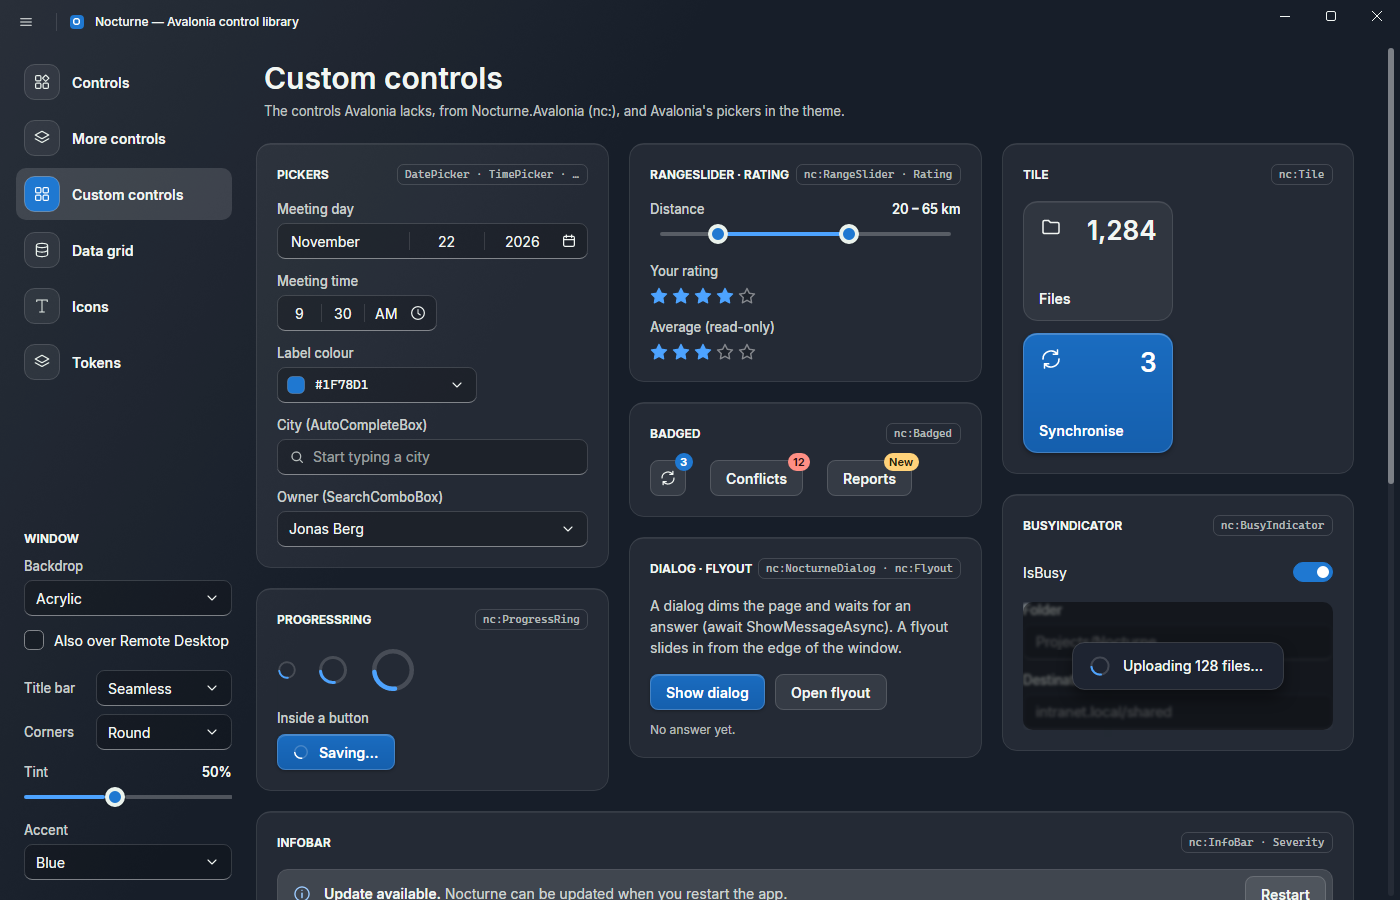 Nocturne — Avalonia control library
Controls
More controls
Custom controls
Data grid
Icons
Tokens
WINDOW
Backdrop
Acrylic
Also over Remote Desktop
Title bar
Seamless
Corners
Round
Tint
50%
Accent
Blue
Custom controls
The controls Avalonia lacks, from Nocturne.Avalonia (nc:), and Avalonia's pickers in the theme.
PICKERS
DatePicker · TimePicker · …
Meeting day
November 22 2026
Meeting time
9 30 AM
Label colour
#1F78D1
City (AutoCompleteBox)
Start typing a city
Owner (SearchComboBox)
Jonas Berg
PROGRESSRING
nc:ProgressRing
Inside a button
Saving...
RANGESLIDER · RATING
nc:RangeSlider · Rating
Distance
20 – 65 km
Your rating
Average (read-only)
BADGED
nc:Badged
3
Conflicts
12
Reports
New
DIALOG · FLYOUT
nc:NocturneDialog · nc:Flyout
A dialog dims the page and waits for an
answer (await ShowMessageAsync). A flyout
slides in from the edge of the window.
Show dialog
Open flyout
No answer yet.
TILE
nc:Tile
1,284
Files
3
Synchronise
BUSYINDICATOR
nc:BusyIndicator
IsBusy
Folder
Projects/Nocturne
Uploading 128 files...
intranet.local/shared
INFOBAR
nc:InfoBar · Severity
Update available. Nocturne can be updated when you restart the app.
Restart